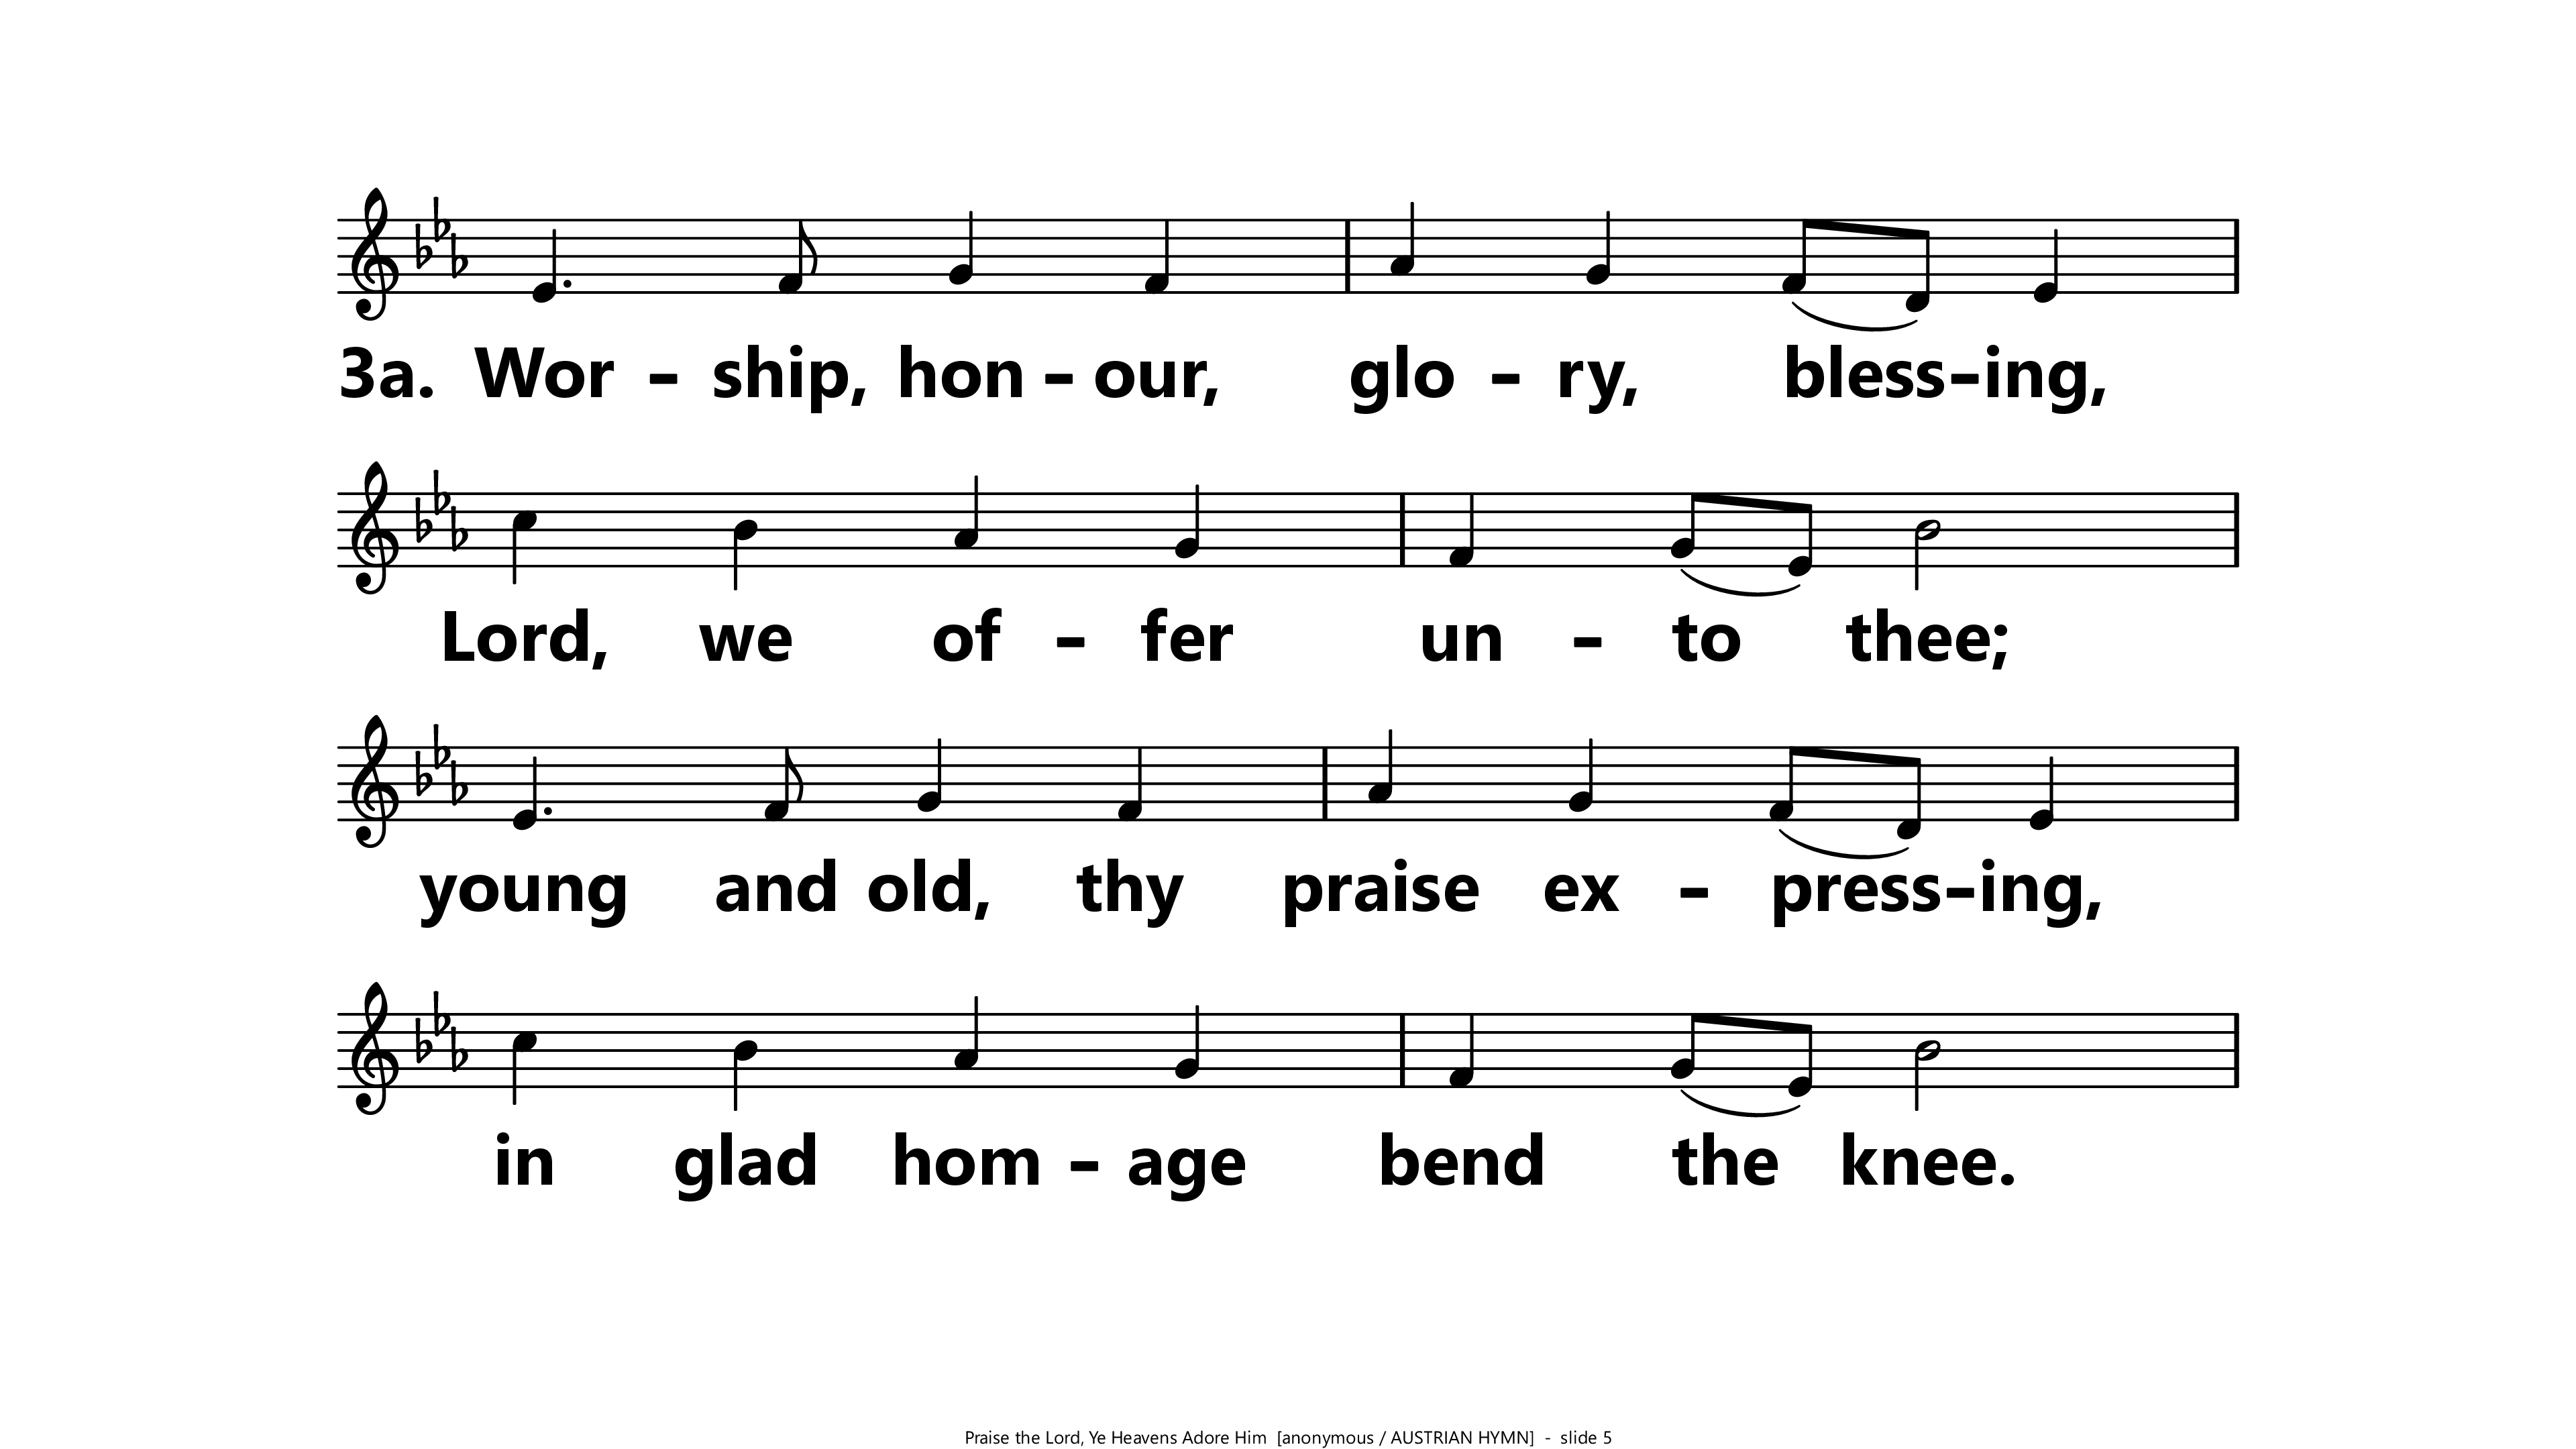 3a. Wor - ship, hon - our, glo - ry, bless-ing,
Lord, we of - fer un - to thee;
young and old, thy praise ex - press-ing,
in glad hom - age bend the knee.
Praise the Lord, Ye Heavens Adore Him [anonymous / AUSTRIAN HYMN] - slide 5